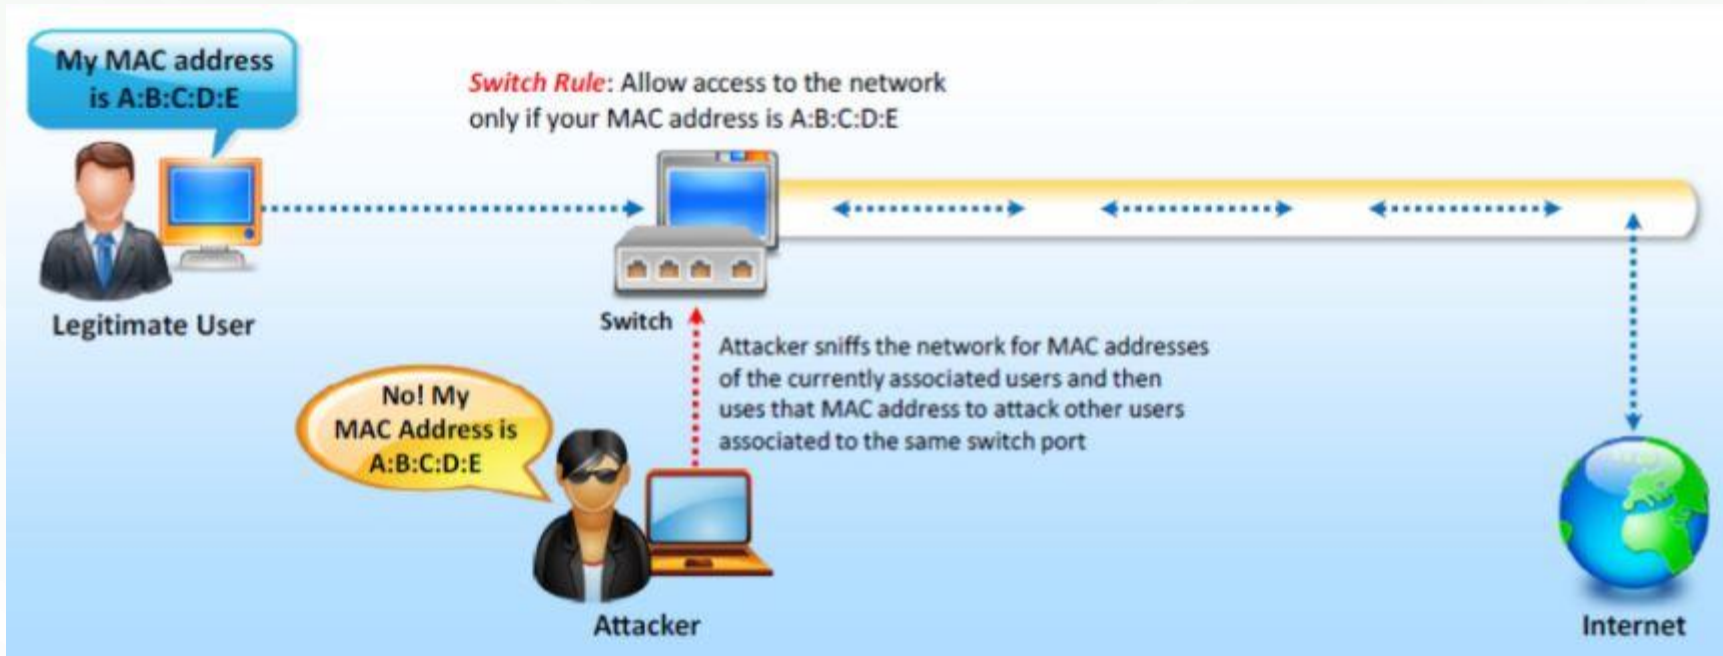 My MAC address
is A:B:C:D:E
Switch Rule: Allow access to the network
only if your MAC address is A:B:C:D:E
Legitimate User
Switch
Attacker sniffs the network for MAC addresses
of the currently associated users and then
uses that MAC address to attack other users
associated to the same switch port
No! My
MAC Address is
A:B:C:D:E
Attacker
Internet